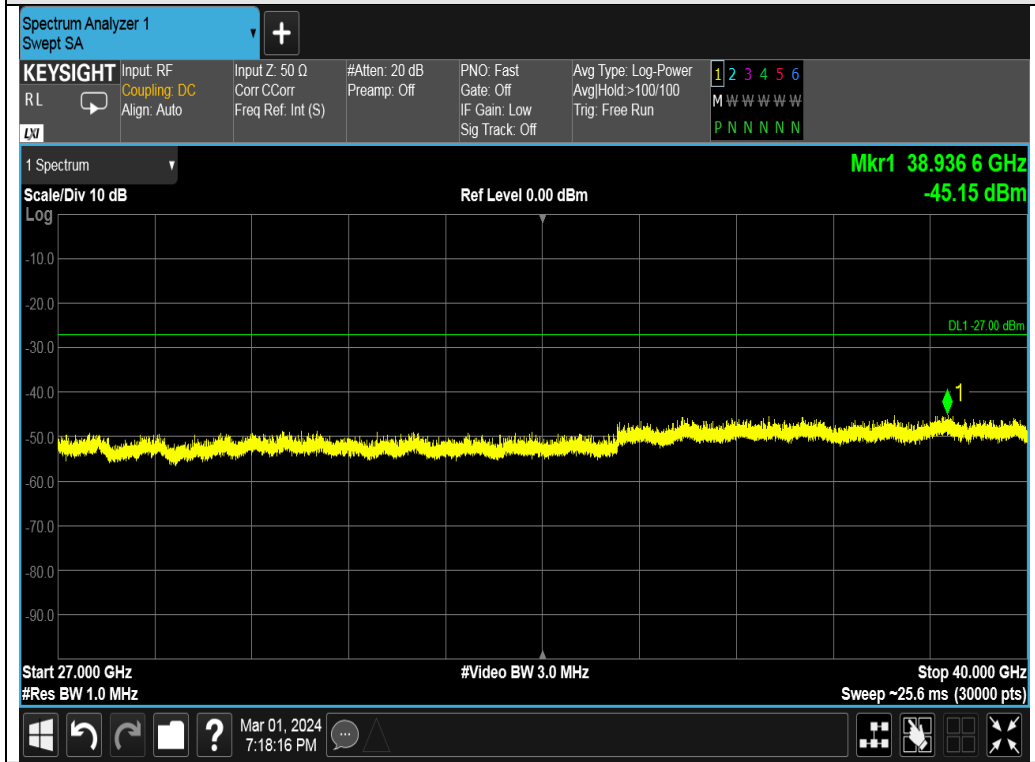 Spectrum Analyzer 1
Swept SA
+
KEYSIGHT
R L
LXI
Input: RF
Coupling: DC
Align: Auto
Input Z: 50 Ω
Corr CCorr
Freq Ref: Int (S)
#Atten: 20 dB
Preamp: Off
PNO: Fast
Gate: Off
IF Gain: Low
Sig Track: Off
Avg Type: Log-Power
Avg|Hold:>100/100
Trig: Free Run
1 2 3 4 5 6
M W W W W W
P N N N N N
1 Spectrum
Mkr1 38.936 6 GHz
-45.15 dBm
Scale/Div 10 dB
Ref Level 0.00 dBm
Log
-10.0
-20.0
DL1 -27.00 dBm
-30.0
-40.0
1
-50.0
-60.0
-70.0
-80.0
-90.0
Start 27.000 GHz
#Video BW 3.0 MHz
Stop 40.000 GHz
#Res BW 1.0 MHz
Sweep ~25.6 ms (30000 pts)
?
Mar 01, 2024
7:18:16 PM